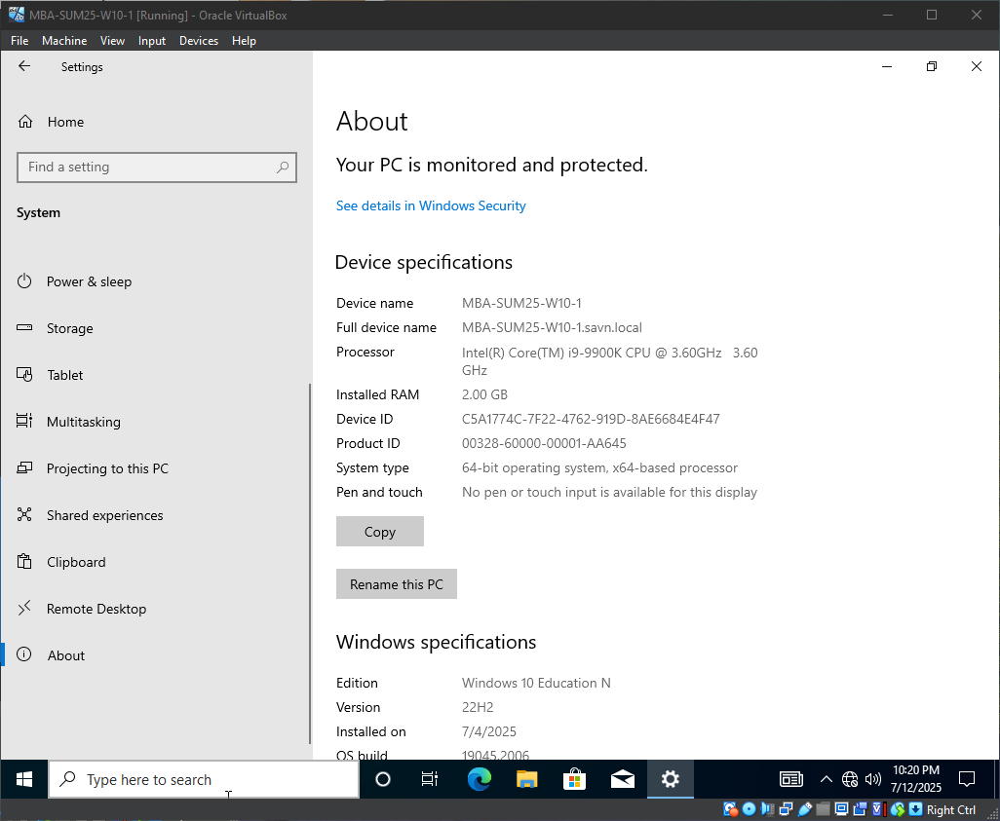 MBA-SUM25-W10-1 [Running] - Oracle VirtualBox
File Machine View Input Devices Help
Settings
Home
Find a setting
System
Power & sleep
Storage
Tablet
Multitasking
Projecting to this PC
Shared experiences
Clipboard
Remote Desktop
About
About
Your PC is monitored and protected.
See details in Windows Security
Device specifications
Device name MBA-SUM25-W10-1
Full device name MBA-SUM25-W10-1.savn.local
Processor Intel(R) Core(TM) i9-9900K CPU @ 3.60GHz 3.60
GHz
Installed RAM 2.00 GB
Device ID C5A1774C-7F22-4762-919D-8AE6684E4F47
Product ID 00328-60000-00001-AA645
System type 64-bit operating system, x64-based processor
Pen and touch No pen or touch input is available for this display
Copy
Rename this PC
Windows specifications
Edition Windows 10 Education N
Version 22H2
Installed on 7/4/2025
OS build 19045.2006
Type here to search
10:20 PM
7/12/2025
Right Ctrl